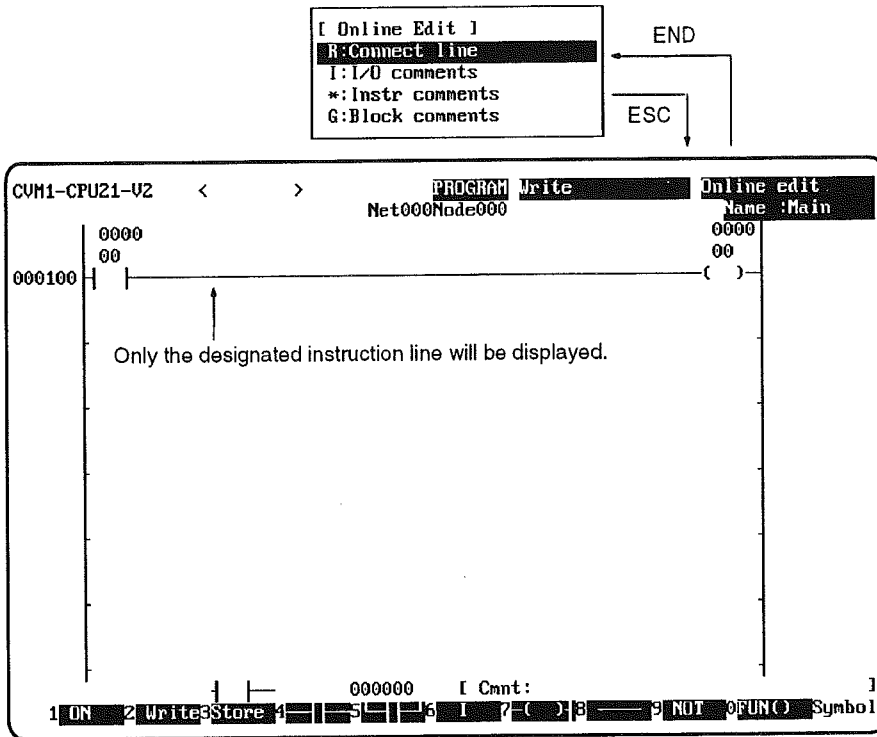 [ Online Edit ]
R:Connect line
I:I/O comments
*:Instr comments
G:Block comments
END
ESC
CVM1-CPU21-V2 < > PROGRAM Write Online edit
Net000Node000 Name :Main
0000 0000
00 00
000100
Only the designated instruction line will be displayed.
000000 [ Cmnt: ]
1 ON 2 Write 3 Store 4 5 6 I 7 ( ) 8 9 NOT 0 FUN() Symbol